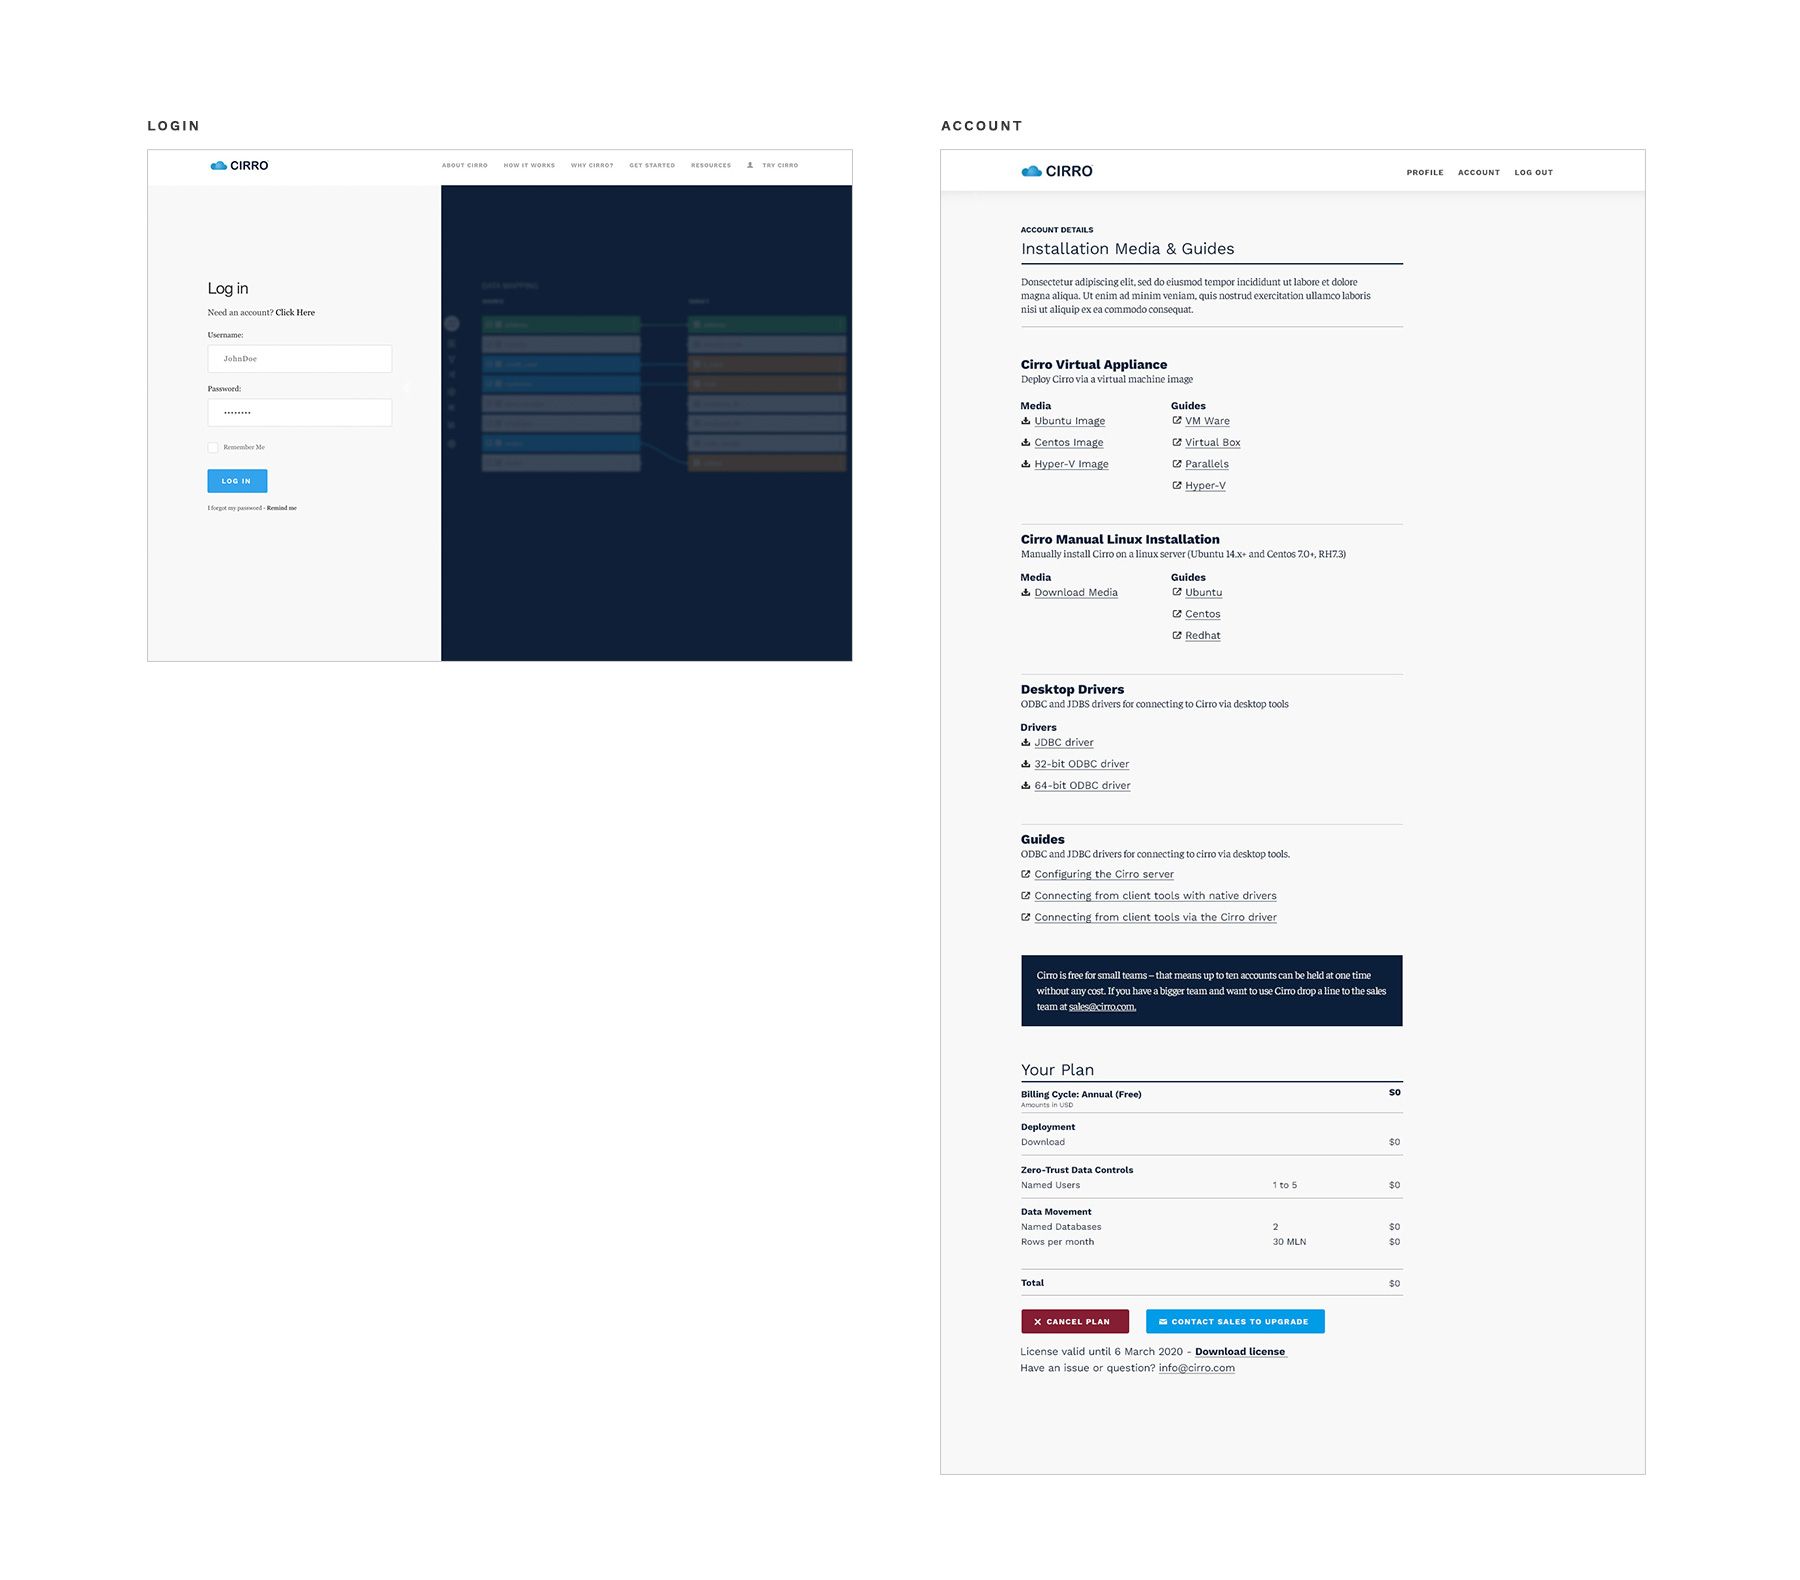 LOGIN
CIRRO
ABOUT CIRRO HOW IT WORKS WHY CIRRO? GET STARTED RESOURCES TRY CIRRO
Log in
Need an account? Click Here
Username:
JohnDoe
Password:
••••••••
Remember Me
LOG IN
I forgot my password - Remind me
DATA MAPPING
SOURCE
TARGET
ACCOUNT
CIRRO
PROFILE ACCOUNT LOG OUT
ACCOUNT DETAILS
Installation Media & Guides
Donsectetur adipiscing elit, sed do eiusmod tempor incididunt ut labore et dolore
magna aliqua. Ut enim ad minim veniam, quis nostrud exercitation ullamco laboris
nisi ut aliquip ex ea commodo consequat.
Cirro Virtual Appliance
Deploy Cirro via a virtual machine image
Media
Ubuntu Image
Centos Image
Hyper-V Image
Guides
VM Ware
Virtual Box
Parallels
Hyper-V
Cirro Manual Linux Installation
Manually install Cirro on a linux server (Ubuntu 14.x+ and Centos 7.0+, RH7.3)
Media
Download Media
Guides
Ubuntu
Centos
Redhat
Desktop Drivers
ODBC and JDBS drivers for connecting to Cirro via desktop tools
Drivers
JDBC driver
32-bit ODBC driver
64-bit ODBC driver
Guides
ODBC and JDBC drivers for connecting to cirro via desktop tools.
Configuring the Cirro server
Connecting from client tools with native drivers
Connecting from client tools via the Cirro driver
Cirro is free for small teams – that means up to ten accounts can be held at one time
without any cost. If you have a bigger team and want to use Cirro drop a line to the sales
team at sales@cirro.com.
Your Plan
Billing Cycle: Annual (Free) $0
Amounts in USD
Deployment
Download $0
Zero-Trust Data Controls
Named Users 1 to 5 $0
Data Movement
Named Databases 2 $0
Rows per month 30 MLN $0
Total $0
CANCEL PLAN
CONTACT SALES TO UPGRADE
License valid until 6 March 2020 - Download license
Have an issue or question? info@cirro.com